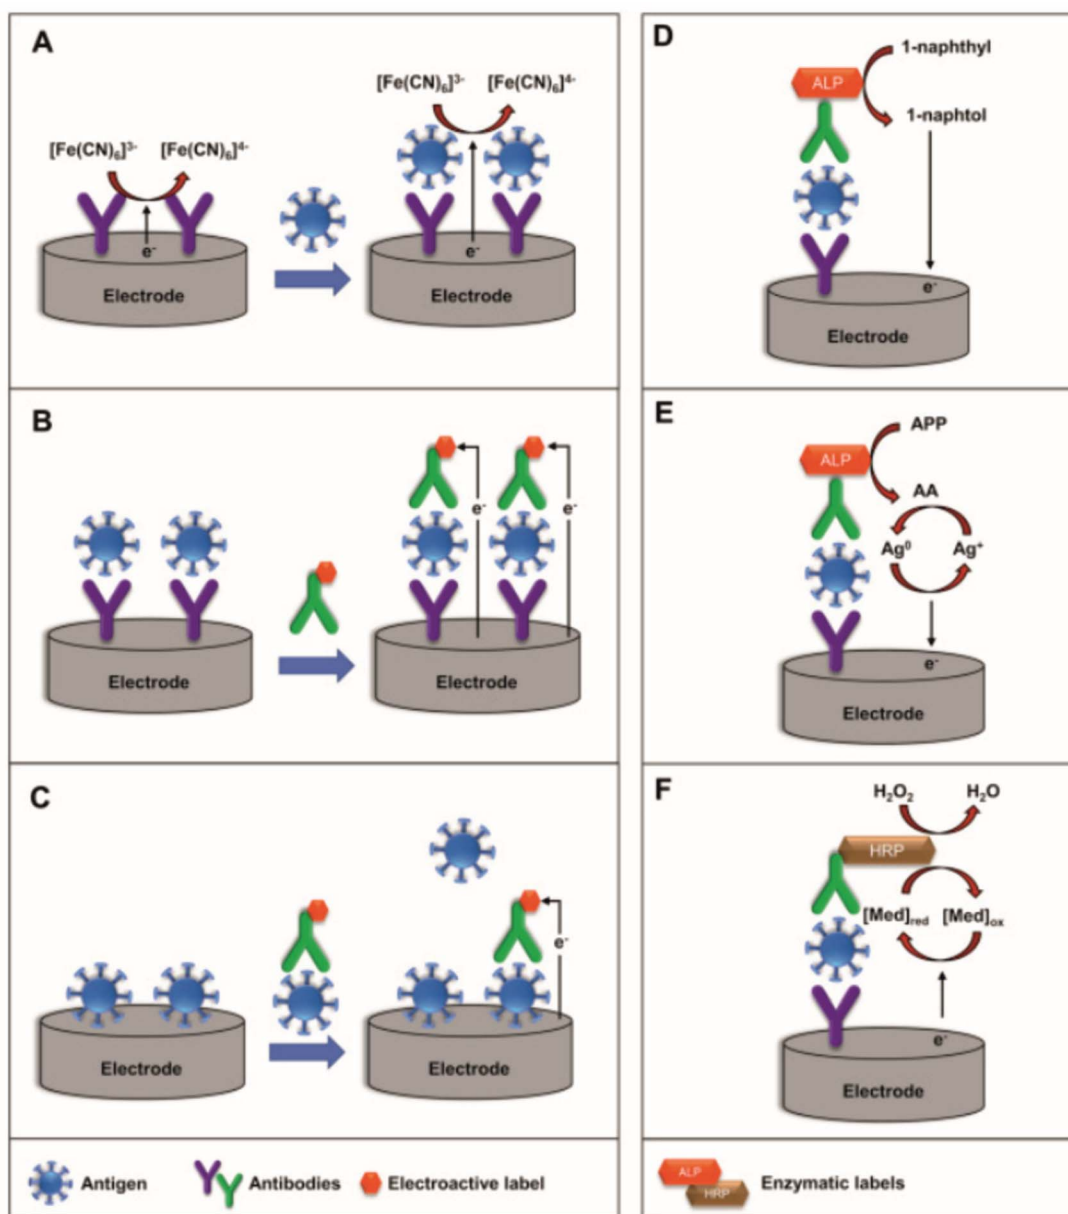 A
[Fe(CN)₆]³⁻ [Fe(CN)₆]⁴⁻
e⁻
Electrode
[Fe(CN)₆]³⁻ [Fe(CN)₆]⁴⁻
e⁻
Electrode
B
Electrode
e⁻ e⁻
Electrode
C
Electrode
e⁻
Electrode
Antigen
Antibodies
Electroactive label
D
1-naphthyl
ALP
1-naphtol
e⁻
Electrode
E
APP
ALP
AA
Ag⁰ Ag⁺
e⁻
Electrode
F
H₂O₂ H₂O
HRP
[Med]red [Med]ox
e⁻
Electrode
ALP
HRP
Enzymatic labels